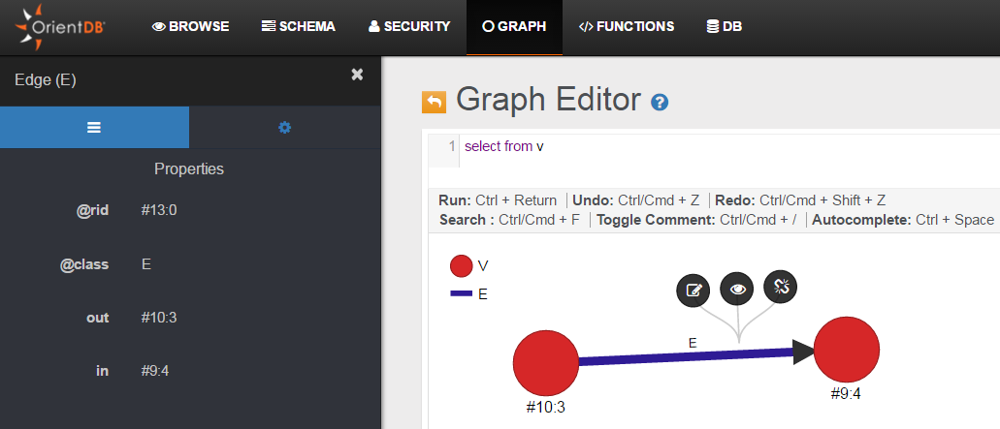 OrientDB BROWSE SCHEMA SECURITY GRAPH FUNCTIONS DB
Edge (E)
Properties
@rid #13:0
@class E
out #10:3
in #9:4
Graph Editor
1 select from v
Run: Ctrl + Return Undo: Ctrl/Cmd + Z Redo: Ctrl/Cmd + Shift + Z
Search : Ctrl/Cmd + F Toggle Comment: Ctrl/Cmd + / Autocomplete: Ctrl + Space
V
E
E
#10:3
#9:4